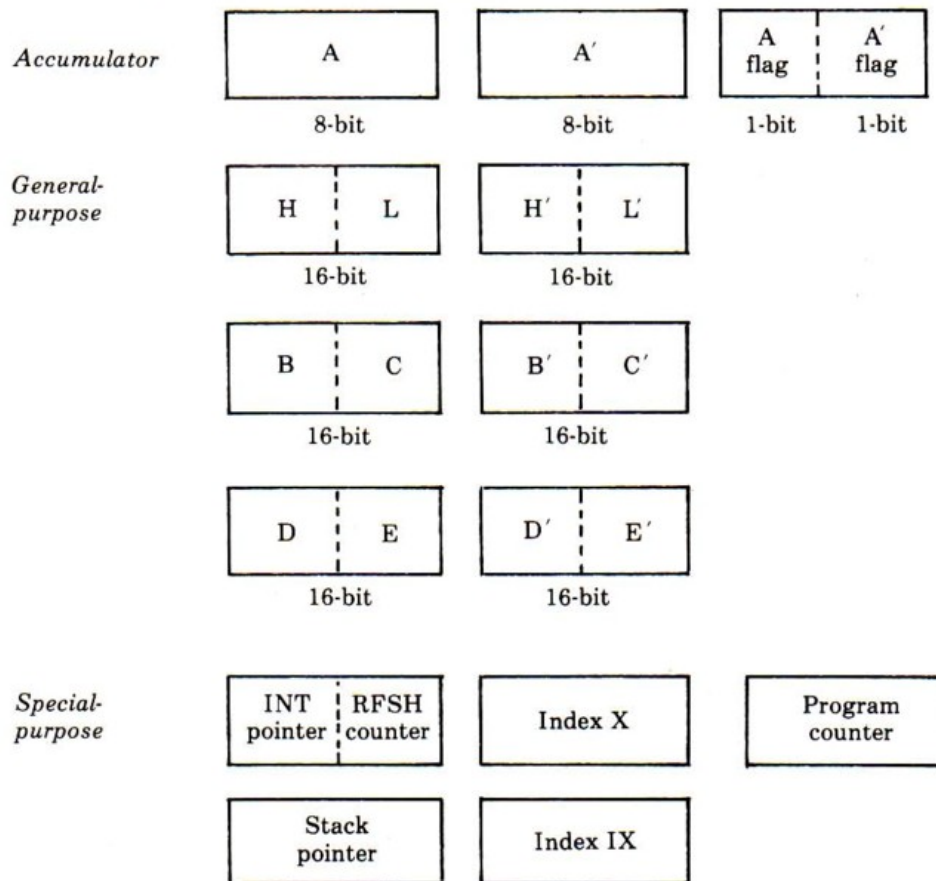 Accumulator
A
A′
A
flag
A′
flag
8-bit
8-bit
1-bit
1-bit
General-
purpose
H
L
H′
L′
16-bit
16-bit
B
C
B′
C′
16-bit
16-bit
D
E
D′
E′
16-bit
16-bit
Special-
purpose
INT
pointer
RFSH
counter
Index X
Program
counter
Stack
pointer
Index IX